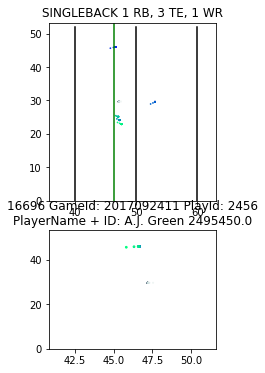 SINGLEBACK 1 RB, 3 TE, 1 WR
50
40
30
20
10
0
40 50 60
16696 GameId: 2017092411 PlayId: 2456
PlayerName + ID: A.J. Green 2495450.0
40
20
0
42.5 45.0 47.5 50.0